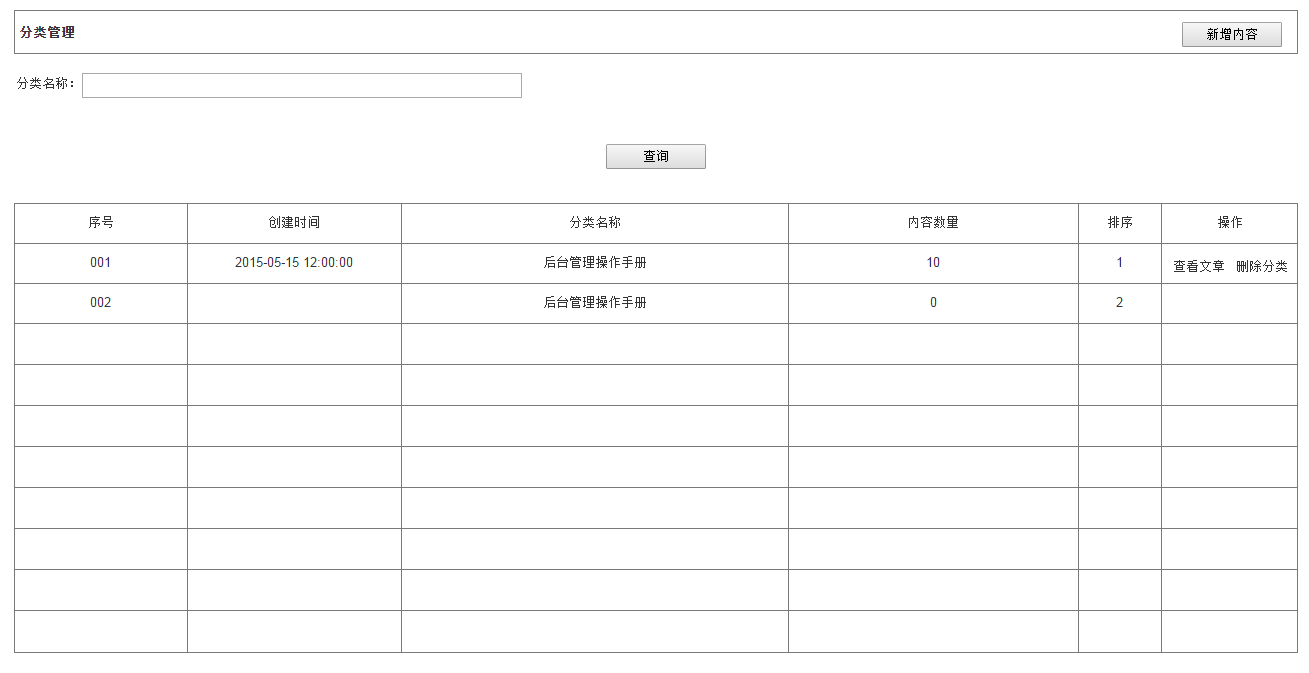 分类管理 新增内容
分类名称：
查询
序号 创建时间 分类名称 内容数量 排序 操作
001 2015-05-15 12:00:00 后台管理操作手册 10 1 查看文章 删除分类
002 后台管理操作手册 0 2